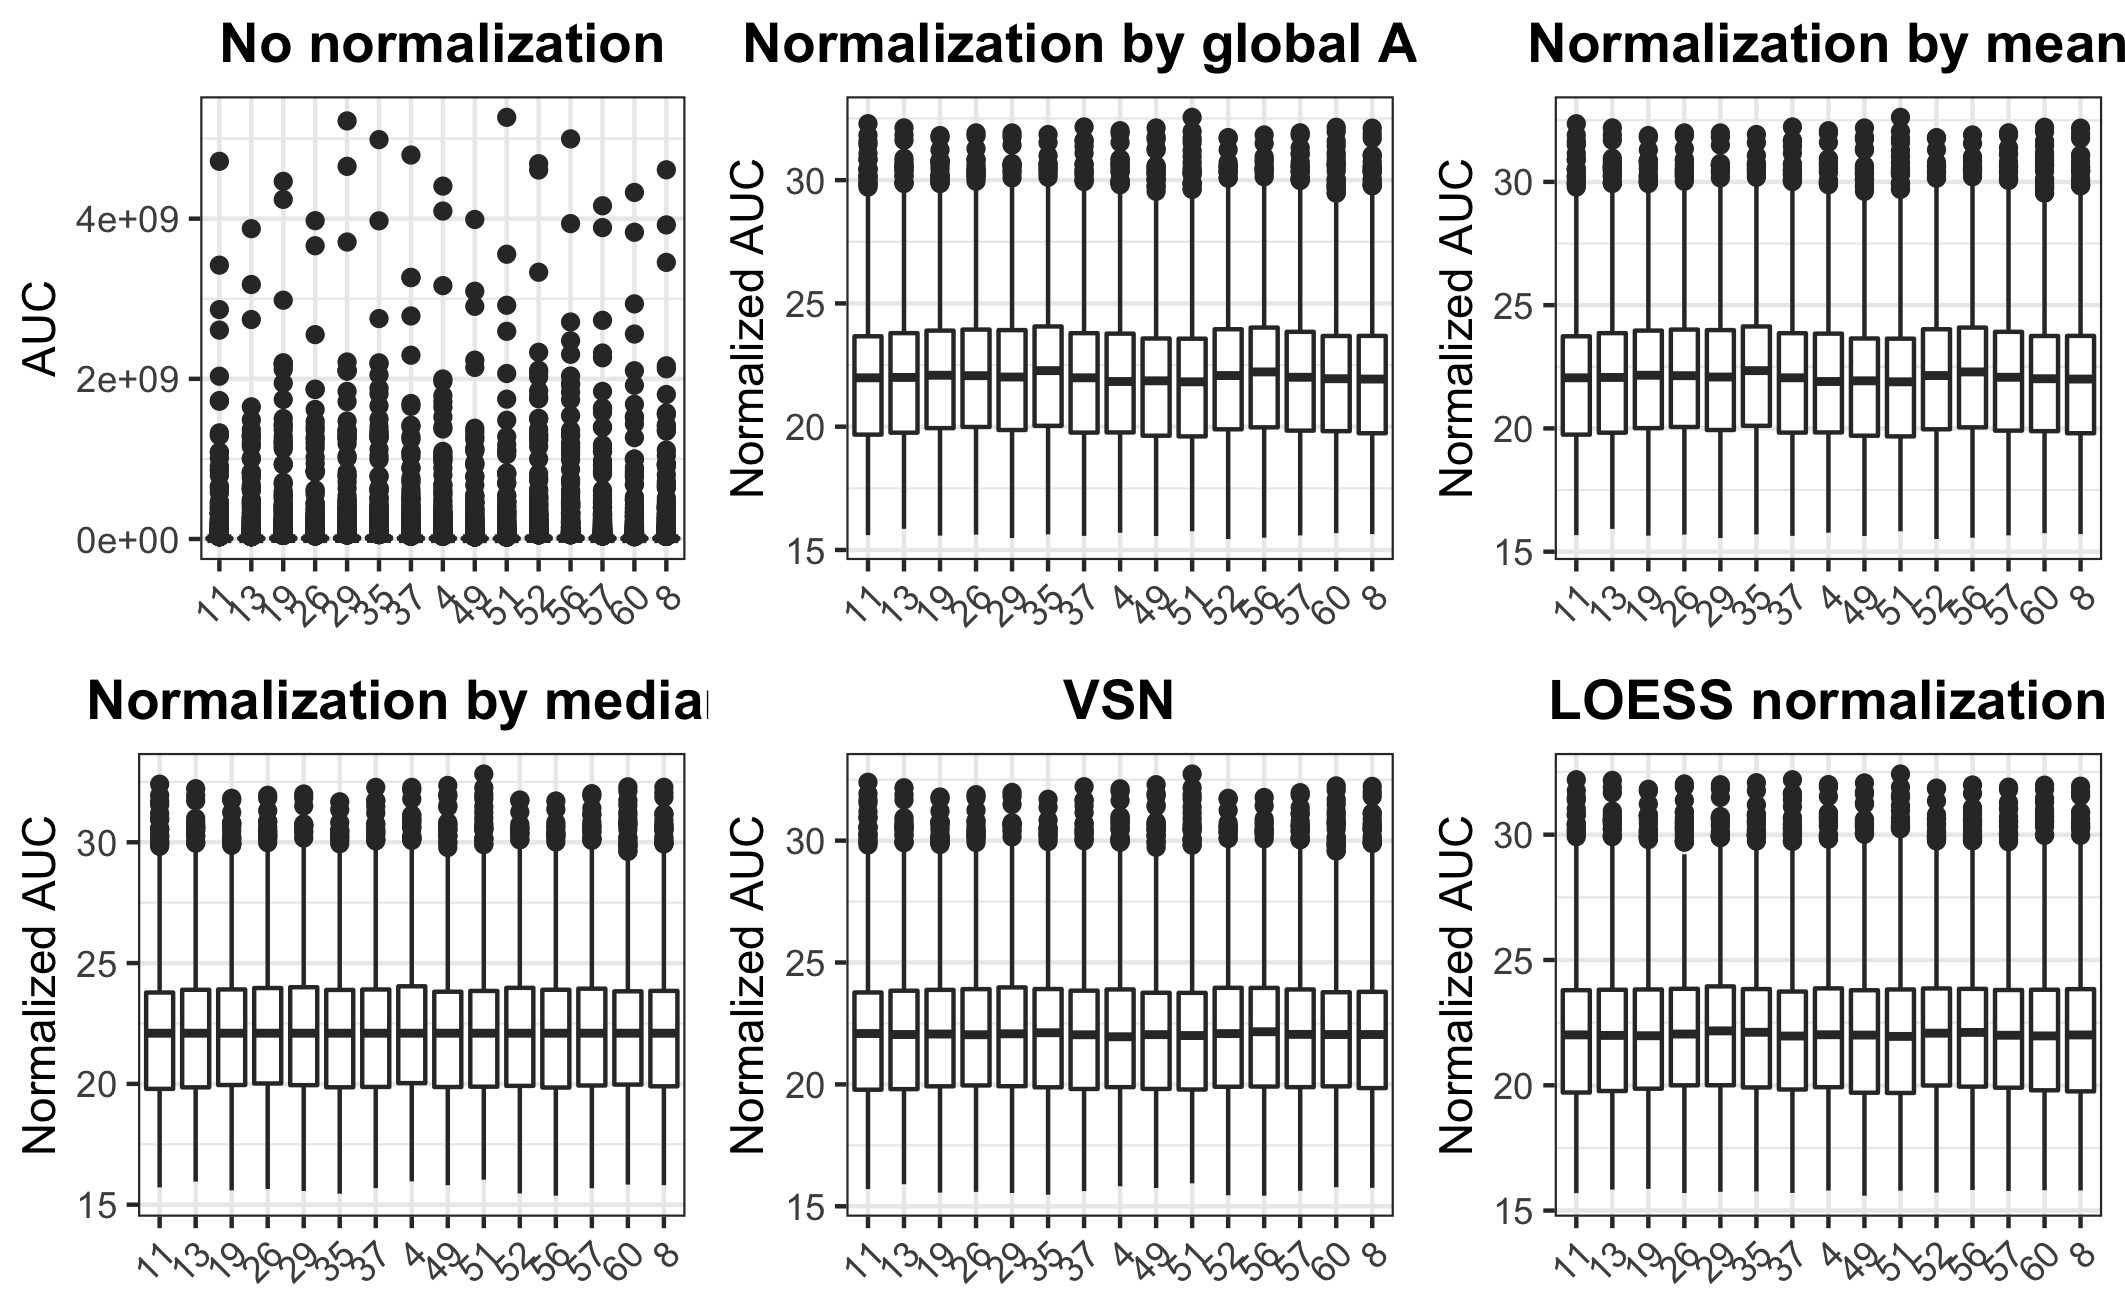 No normalization
Normalization by global A
Normalization by mean
AUC
4e+09
2e+09
0e+00
11 13 19 26 29 35 37 4 49 51 52 56 57 60 8
Normalized AUC
30
25
20
15
11 13 19 26 29 35 37 4 49 51 52 56 57 60 8
Normalized AUC
30
25
20
15
11 13 19 26 29 35 37 4 49 51 52 56 57 60 8
Normalization by media
VSN
LOESS normalization
Normalized AUC
30
25
20
15
11 13 19 26 29 35 37 4 49 51 52 56 57 60 8
Normalized AUC
30
25
20
15
11 13 19 26 29 35 37 4 49 51 52 56 57 60 8
Normalized AUC
30
25
20
15
11 13 19 26 29 35 37 4 49 51 52 56 57 60 8